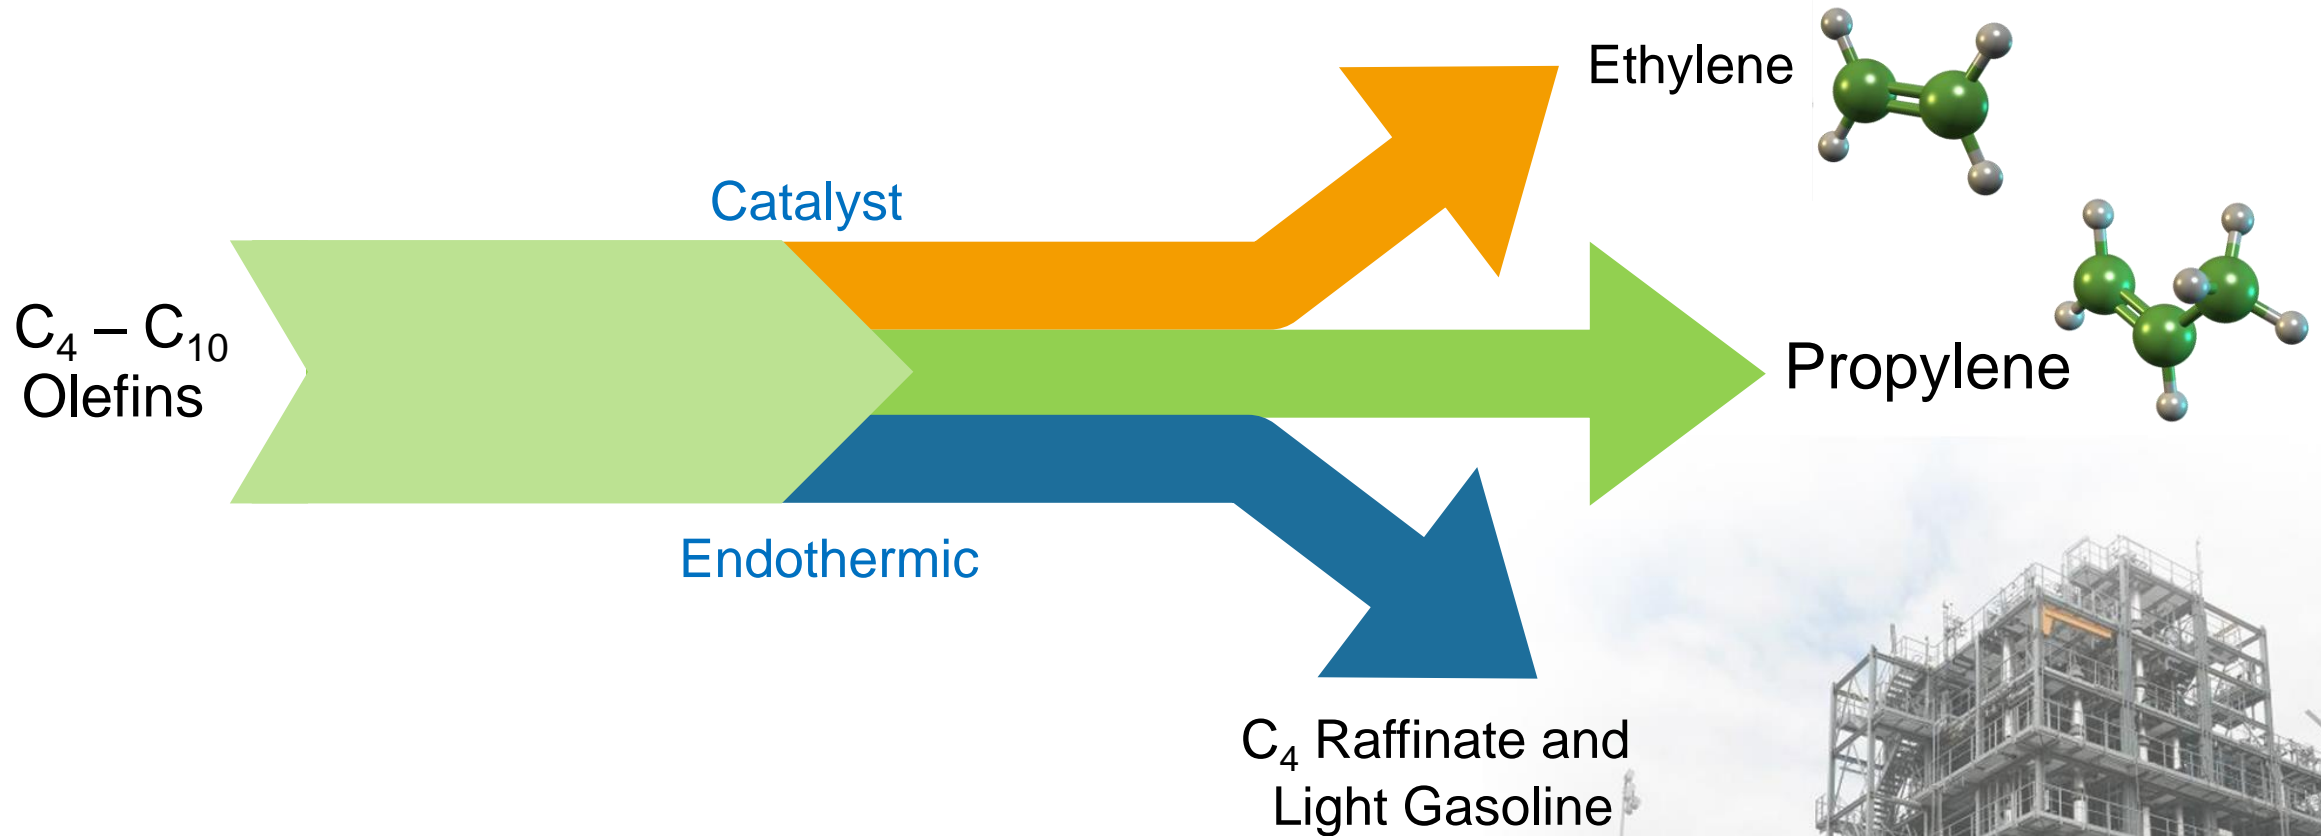 Ethylene
Catalyst
C₄ – C₁₀
Olefins
Propylene
Endothermic
C₄ Raffinate and
Light Gasoline